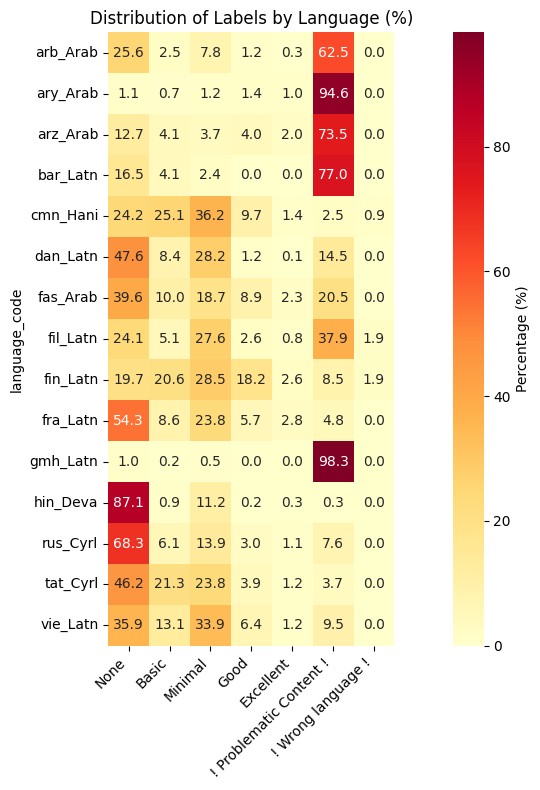 Distribution of Labels by Language (%)
language_code
arb_Arab 25.6 2.5 7.8 1.2 0.3 62.5 0.0
ary_Arab 1.1 0.7 1.2 1.4 1.0 94.6 0.0
arz_Arab 12.7 4.1 3.7 4.0 2.0 73.5 0.0
bar_Latn 16.5 4.1 2.4 0.0 0.0 77.0 0.0
cmn_Hani 24.2 25.1 36.2 9.7 1.4 2.5 0.9
dan_Latn 47.6 8.4 28.2 1.2 0.1 14.5 0.0
fas_Arab 39.6 10.0 18.7 8.9 2.3 20.5 0.0
fil_Latn 24.1 5.1 27.6 2.6 0.8 37.9 1.9
fin_Latn 19.7 20.6 28.5 18.2 2.6 8.5 1.9
fra_Latn 54.3 8.6 23.8 5.7 2.8 4.8 0.0
gmh_Latn 1.0 0.2 0.5 0.0 0.0 98.3 0.0
hin_Deva 87.1 0.9 11.2 0.2 0.3 0.3 0.0
rus_Cyrl 68.3 6.1 13.9 3.0 1.1 7.6 0.0
tat_Cyrl 46.2 21.3 23.8 3.9 1.2 3.7 0.0
vie_Latn 35.9 13.1 33.9 6.4 1.2 9.5 0.0
None
Basic
Minimal
Good
Excellent
! Problematic Content !
! Wrong language !
80
60
40
20
0
Percentage (%)